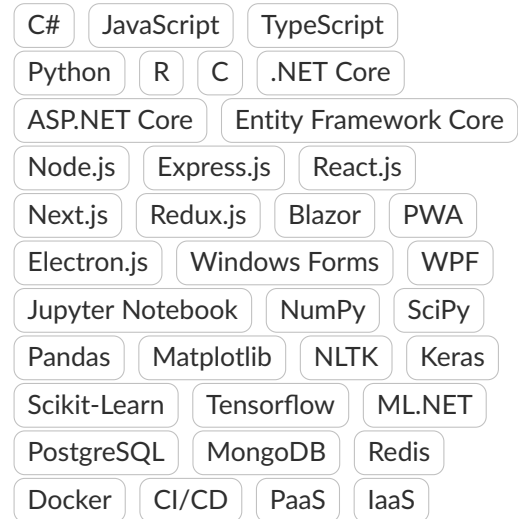 C# JavaScript TypeScript
Python R C .NET Core
ASP.NET Core Entity Framework Core
Node.js Express.js React.js
Next.js Redux.js Blazor PWA
Electron.js Windows Forms WPF
Jupyter Notebook NumPy SciPy
Pandas Matplotlib NLTK Keras
Scikit-Learn Tensorflow ML.NET
PostgreSQL MongoDB Redis
Docker CI/CD PaaS IaaS